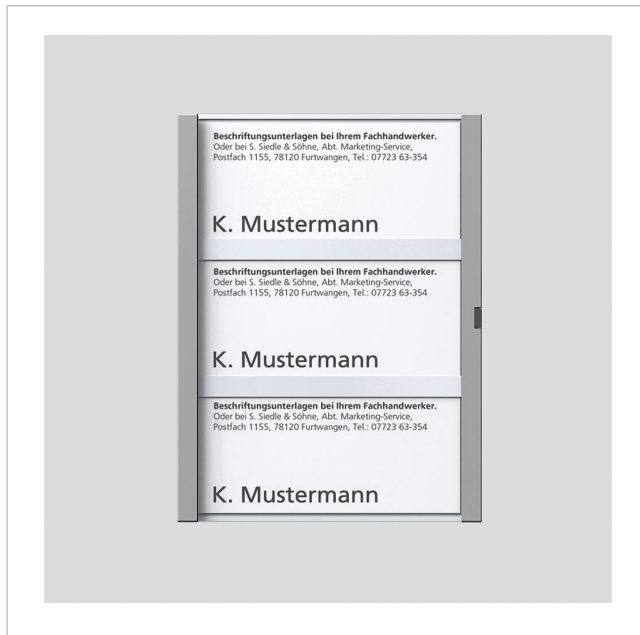 Beschriftungsunterlagen bei Ihrem Fachhandwerker.
Oder bei S. Siedle & Söhne, Abt. Marketing-Service,
Postfach 1155, 78120 Furtwangen, Tel.: 07723 63-354
K. Mustermann
Beschriftungsunterlagen bei Ihrem Fachhandwerker.
Oder bei S. Siedle & Söhne, Abt. Marketing-Service,
Postfach 1155, 78120 Furtwangen, Tel.: 07723 63-354
K. Mustermann
Beschriftungsunterlagen bei Ihrem Fachhandwerker.
Oder bei S. Siedle & Söhne, Abt. Marketing-Service,
Postfach 1155, 78120 Furtwangen, Tel.: 07723 63-354
K. Mustermann